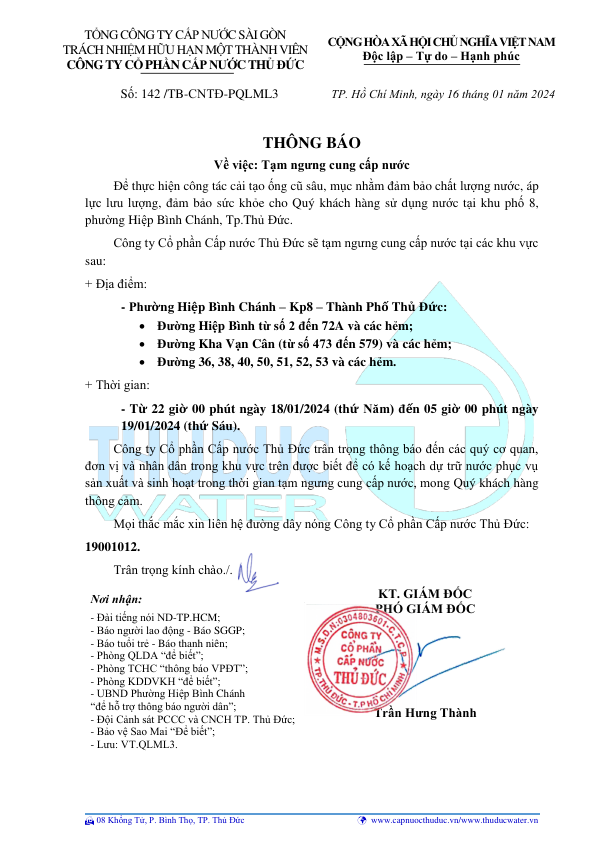 TỔNG CÔNG TY CẤP NƯỚC SÀI GÒN
TRÁCH NHIỆM HỮU HẠN MỘT THÀNH VIÊN
CÔNG TY CỔ PHẦN CẤP NƯỚC THỦ ĐỨC
CỘNG HÒA XÃ HỘI CHỦ NGHĨA VIỆT NAM
Độc lập – Tự do – Hạnh phúc
Số: 142 /TB-CNTĐ-PQLML3
TP. Hồ Chí Minh, ngày 16 tháng 01 năm 2024
THÔNG BÁO
Về việc: Tạm ngưng cung cấp nước
Để thực hiện công tác cải tạo ống cũ sâu, mục nhằm đảm bảo chất lượng nước, áp
lực lưu lượng, đảm bảo sức khỏe cho Quý khách hàng sử dụng nước tại khu phố 8,
phường Hiệp Bình Chánh, Tp.Thủ Đức.
Công ty Cổ phần Cấp nước Thủ Đức sẽ tạm ngưng cung cấp nước tại các khu vực
sau:
+ Địa điểm:
- Phường Hiệp Bình Chánh – Kp8 – Thành Phố Thủ Đức:
• Đường Hiệp Bình từ số 2 đến 72A và các hẻm;
• Đường Kha Vạn Cân (từ số 473 đến 579) và các hẻm;
• Đường 36, 38, 40, 50, 51, 52, 53 và các hẻm.
+ Thời gian:
- Từ 22 giờ 00 phút ngày 18/01/2024 (thứ Năm) đến 05 giờ 00 phút ngày
19/01/2024 (thứ Sáu).
THUDUC
WATER
Công ty Cổ phần Cấp nước Thủ Đức trân trọng thông báo đến các quý cơ quan,
đơn vị và nhân dân trong khu vực trên được biết để có kế hoạch dự trữ nước phục vụ
sản xuất và sinh hoạt trong thời gian tạm ngưng cung cấp nước, mong Quý khách hàng
thông cảm.
Mọi thắc mắc xin liên hệ đường dây nóng Công ty Cổ phần Cấp nước Thủ Đức:
19001012.
Trân trọng kính chào./.
Nơi nhận:
- Đài tiếng nói ND-TP.HCM;
- Báo người lao động - Báo SGGP;
- Báo tuổi trẻ - Báo thanh niên;
- Phòng QLDA “để biết”;
- Phòng TCHC “thông báo VPĐT”;
- Phòng KDDVKH “để biết”;
- UBND Phường Hiệp Bình Chánh
“để hỗ trợ thông báo người dân”;
- Đội Cảnh sát PCCC và CNCH TP. Thủ Đức;
- Bảo vệ Sao Mai “Để biết”;
- Lưu: VT.QLML3.
KT. GIÁM ĐỐC
PHÓ GIÁM ĐỐC
M.S.D.N:0304803601-C.T.C.P
CÔNG TY
CỔ PHẦN
CẤP NƯỚC
THỦ ĐỨC
TP.THỦ ĐỨC - T.P HỒ CHÍ MINH
Trần Hưng Thành
08 Khổng Tử, P. Bình Thọ, TP. Thủ Đức
www.capnuocthuduc.vn/www.thuducwater.vn